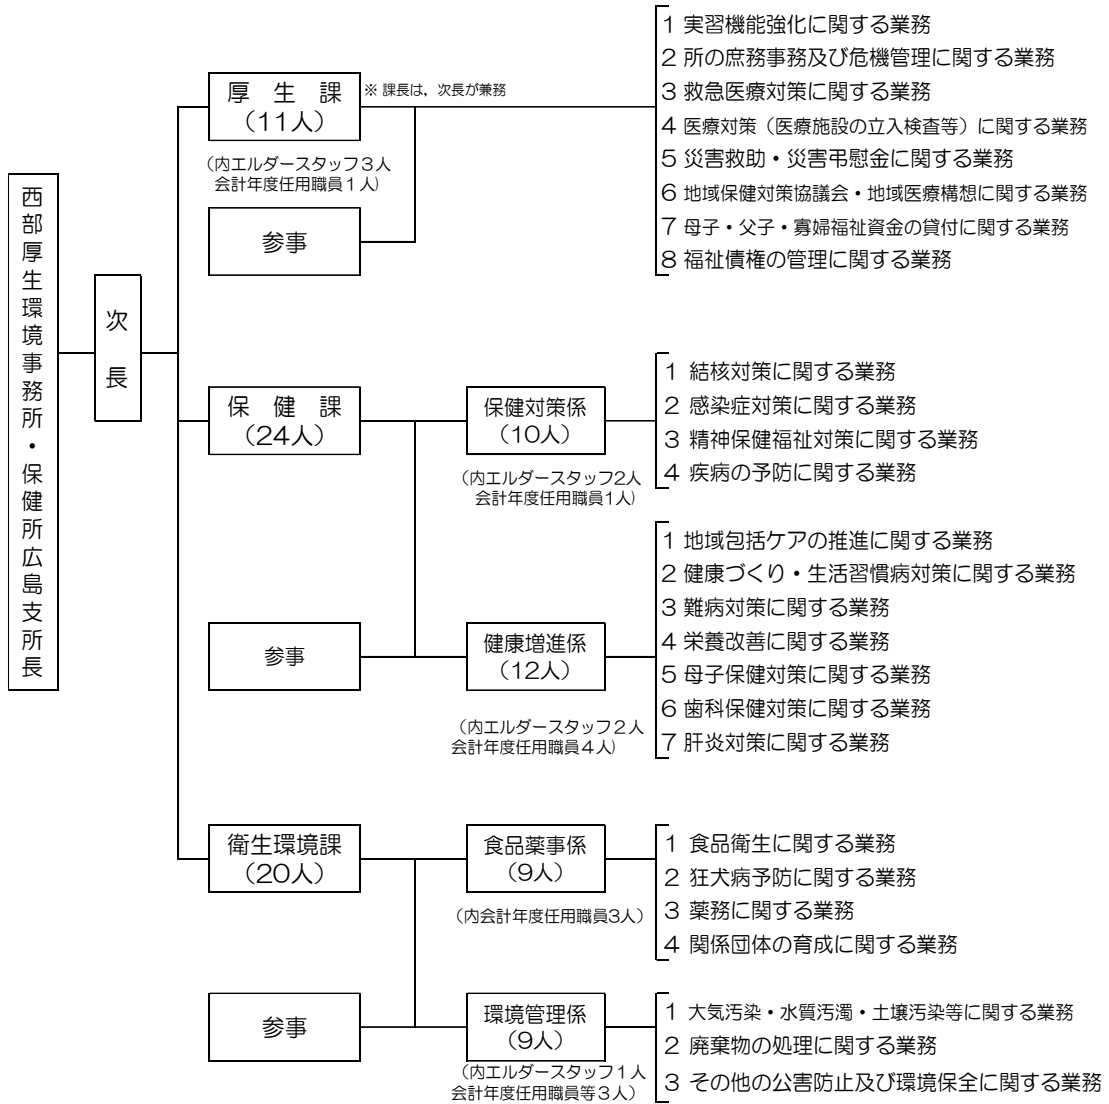 西部厚生環境事務所・保健所広島支所長
次長
厚生課
（11人）
※ 課長は，次長が兼務
（内エルダースタッフ３人
会計年度任用職員１人）
参事
1 実習機能強化に関する業務
2 所の庶務事務及び危機管理に関する業務
3 救急医療対策に関する業務
4 医療対策（医療施設の立入検査等）に関する業務
5 災害救助・災害弔慰金に関する業務
6 地域保健対策協議会・地域医療構想に関する業務
7 母子・父子・寡婦福祉資金の貸付に関する業務
8 福祉債権の管理に関する業務
保健課
（24人）
参事
保健対策係
（10人）
（内エルダースタッフ2人
会計年度任用職員1人）
1 結核対策に関する業務
2 感染症対策に関する業務
3 精神保健福祉対策に関する業務
4 疾病の予防に関する業務
健康増進係
（12人）
（内エルダースタッフ２人
会計年度任用職員４人）
1 地域包括ケアの推進に関する業務
2 健康づくり・生活習慣病対策に関する業務
3 難病対策に関する業務
4 栄養改善に関する業務
5 母子保健対策に関する業務
6 歯科保健対策に関する業務
7 肝炎対策に関する業務
衛生環境課
（20人）
参事
食品薬事係
（9人）
（内会計年度任用職員3人）
1 食品衛生に関する業務
2 狂犬病予防に関する業務
3 薬務に関する業務
4 関係団体の育成に関する業務
環境管理係
（9人）
（内エルダースタッフ１人
会計年度任用職員等３人）
1 大気汚染・水質汚濁・土壌汚染等に関する業務
2 廃棄物の処理に関する業務
3 その他の公害防止及び環境保全に関する業務